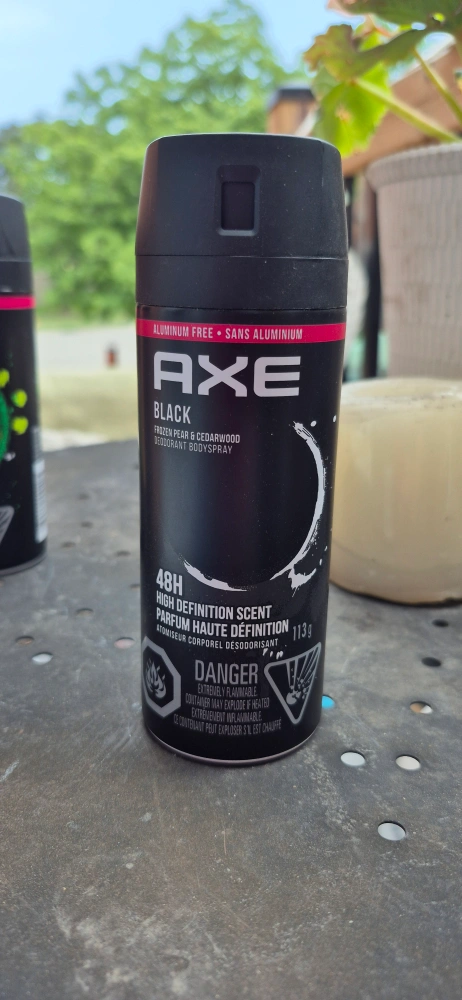 ALUMINUM FREE • SANS ALUMINIUM
AXE
BLACK
FROZEN PEAR & CEDARWOOD
DEODORANT BODYSPRAY
48H
HIGH DEFINITION SCENT
PARFUM HAUTE DÉFINITION
ATOMISEUR CORPOREL DÉSODORISANT
113 g
DANGER
EXTREMELY FLAMMABLE.
CONTAINER MAY EXPLODE IF HEATED.
EXTRÊMEMENT INFLAMMABLE.
CE CONTENANT PEUT EXPLOSER S'IL EST CHAUFFÉ.